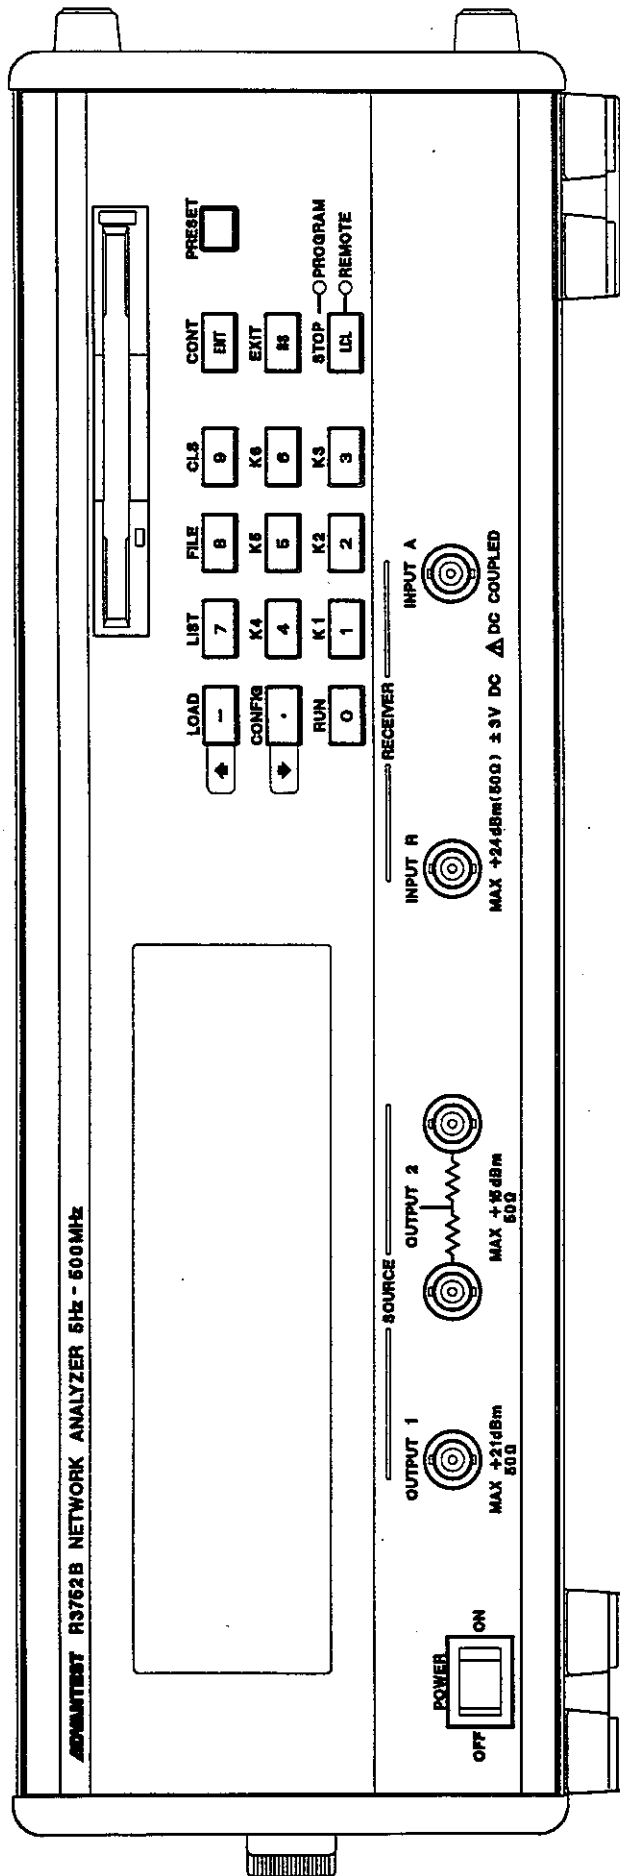 ADVANTEST R3752B NETWORK ANALYZER 5Hz-500MHz
LOAD LIST FILE CLS CONT PRESET
- 7 8 9 ENT
CONFIG K4 K5 K6 EXIT
. 4 5 6 BS
RUN K1 K2 K3 STOP PROGRAM
0 1 2 3 LCL REMOTE
SOURCE RECEIVER
POWER OUTPUT 1 OUTPUT 2 INPUT R INPUT A
OFF ON
MAX +21dBm
50Ω
MAX +15dBm
50Ω
MAX +24dBm(50Ω) ±3V DC ⚠DC COUPLED